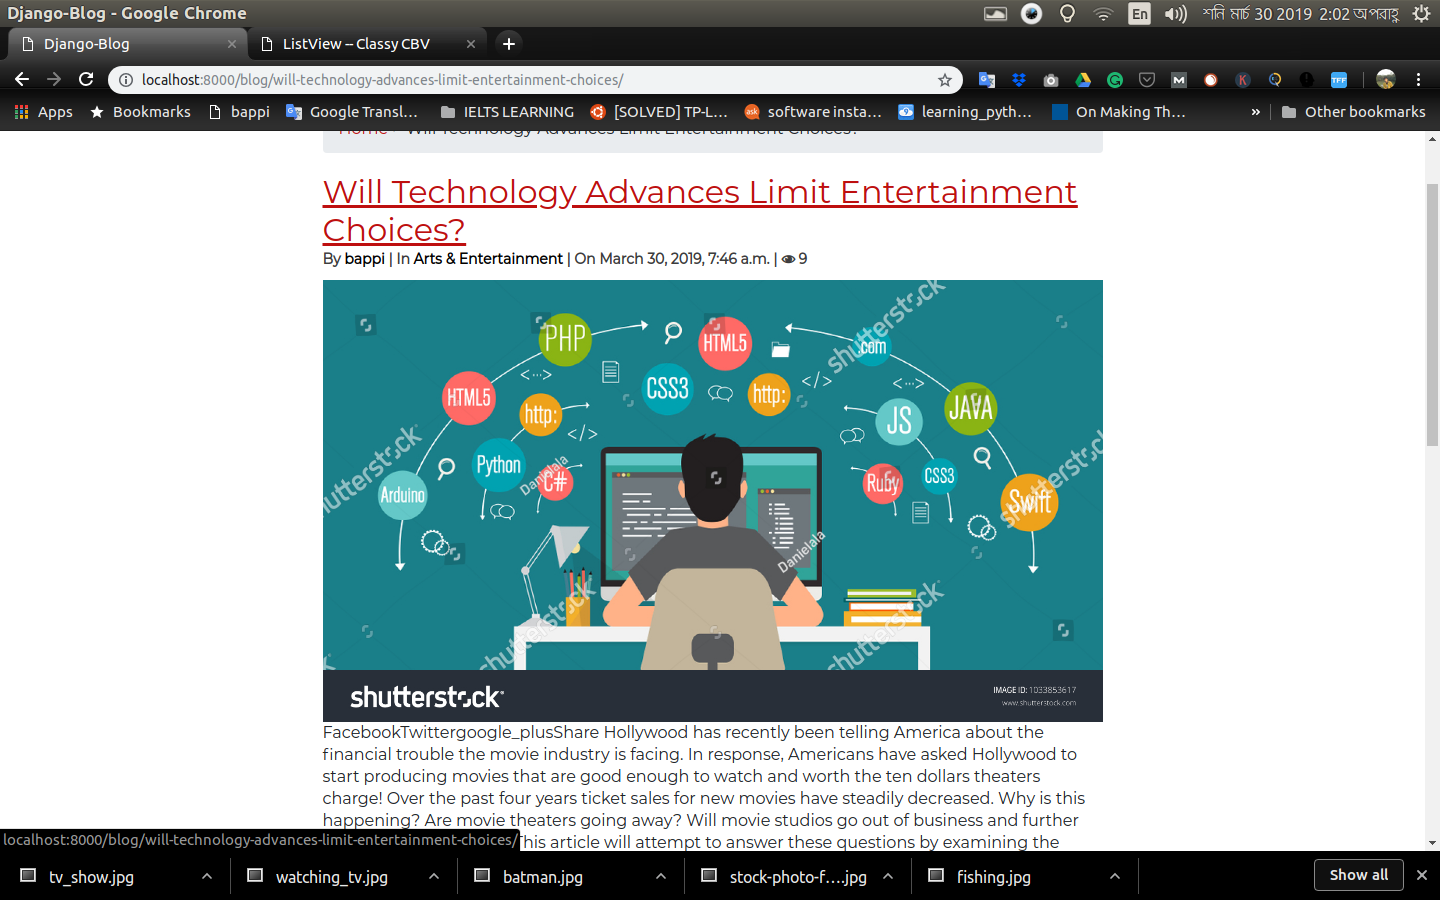 Django-Blog - Google Chrome
En
শনি মার্চ 30 2019 2:02 অপরাহ্ণ
Django-Blog
ListView -- Classy CBV
localhost:8000/blog/will-technology-advances-limit-entertainment-choices/
Apps
Bookmarks
bappi
Google Transl...
IELTS LEARNING
[SOLVED] TP-L...
software insta...
learning_pyth...
On Making Th...
»
Other bookmarks
Home Will Technology Advances Limit Entertainment Choices?
Will Technology Advances Limit Entertainment
Choices?
By bappi | In Arts & Entertainment | On March 30, 2019, 7:46 a.m. | 9
shutterstock
PHP
HTML5
.com
CSS3
http:
<···>
</>
<···>
HTML5
http:
JS
JAVA
</>
shutterstock
Python
Danielala
C#
Arduino
Ruby
CSS3
Swift
shutterstock
Danielala
shutterstock
shutterstock
shutterstock
IMAGE ID: 1033853617
www.shutterstock.com
FacebookTwittergoogle_plusShare Hollywood has recently been telling America about the
financial trouble the movie industry is facing. In response, Americans have asked Hollywood to
start producing movies that are good enough to watch and worth the ten dollars theaters
charge! Over the past four years ticket sales for new movies have steadily decreased. Why is this
happening? Are movie theaters going away? Will movie studios go out of business and further
This article will attempt to answer these questions by examining the
localhost:8000/blog/will-technology-advances-limit-entertainment-choices/
tv_show.jpg
watching_tv.jpg
batman.jpg
stock-photo-f....jpg
fishing.jpg
Show all